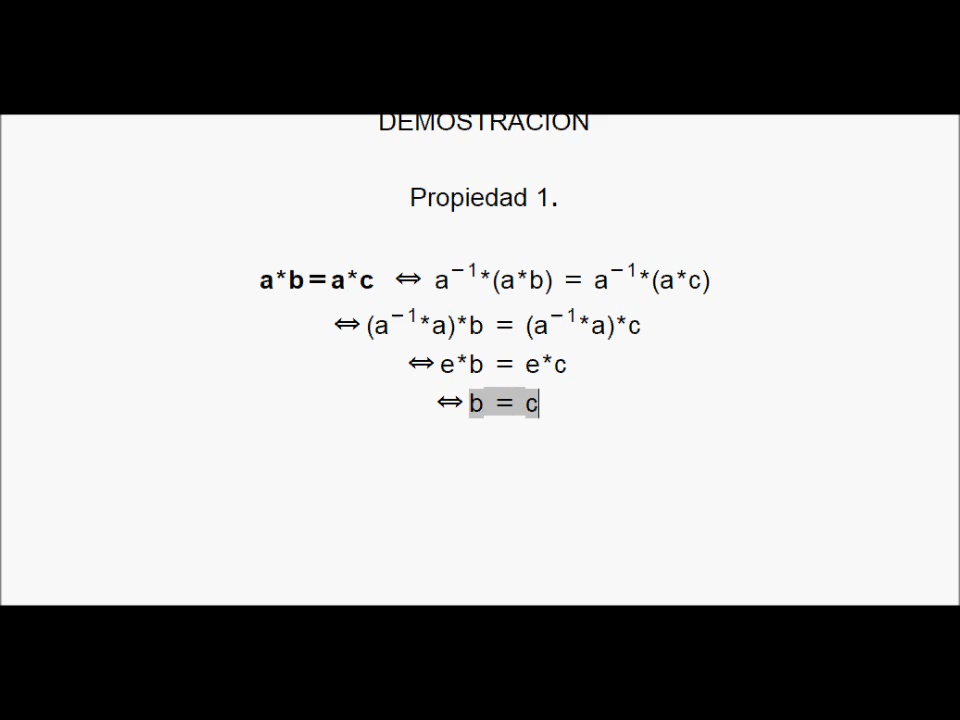 DEMOSTRACION
Propiedad 1.
a*b=a*c ⇔ a⁻¹*(a*b) = a⁻¹*(a*c)
⇔ (a⁻¹*a)*b = (a⁻¹*a)*c
⇔ e*b = e*c
⇔ b = c